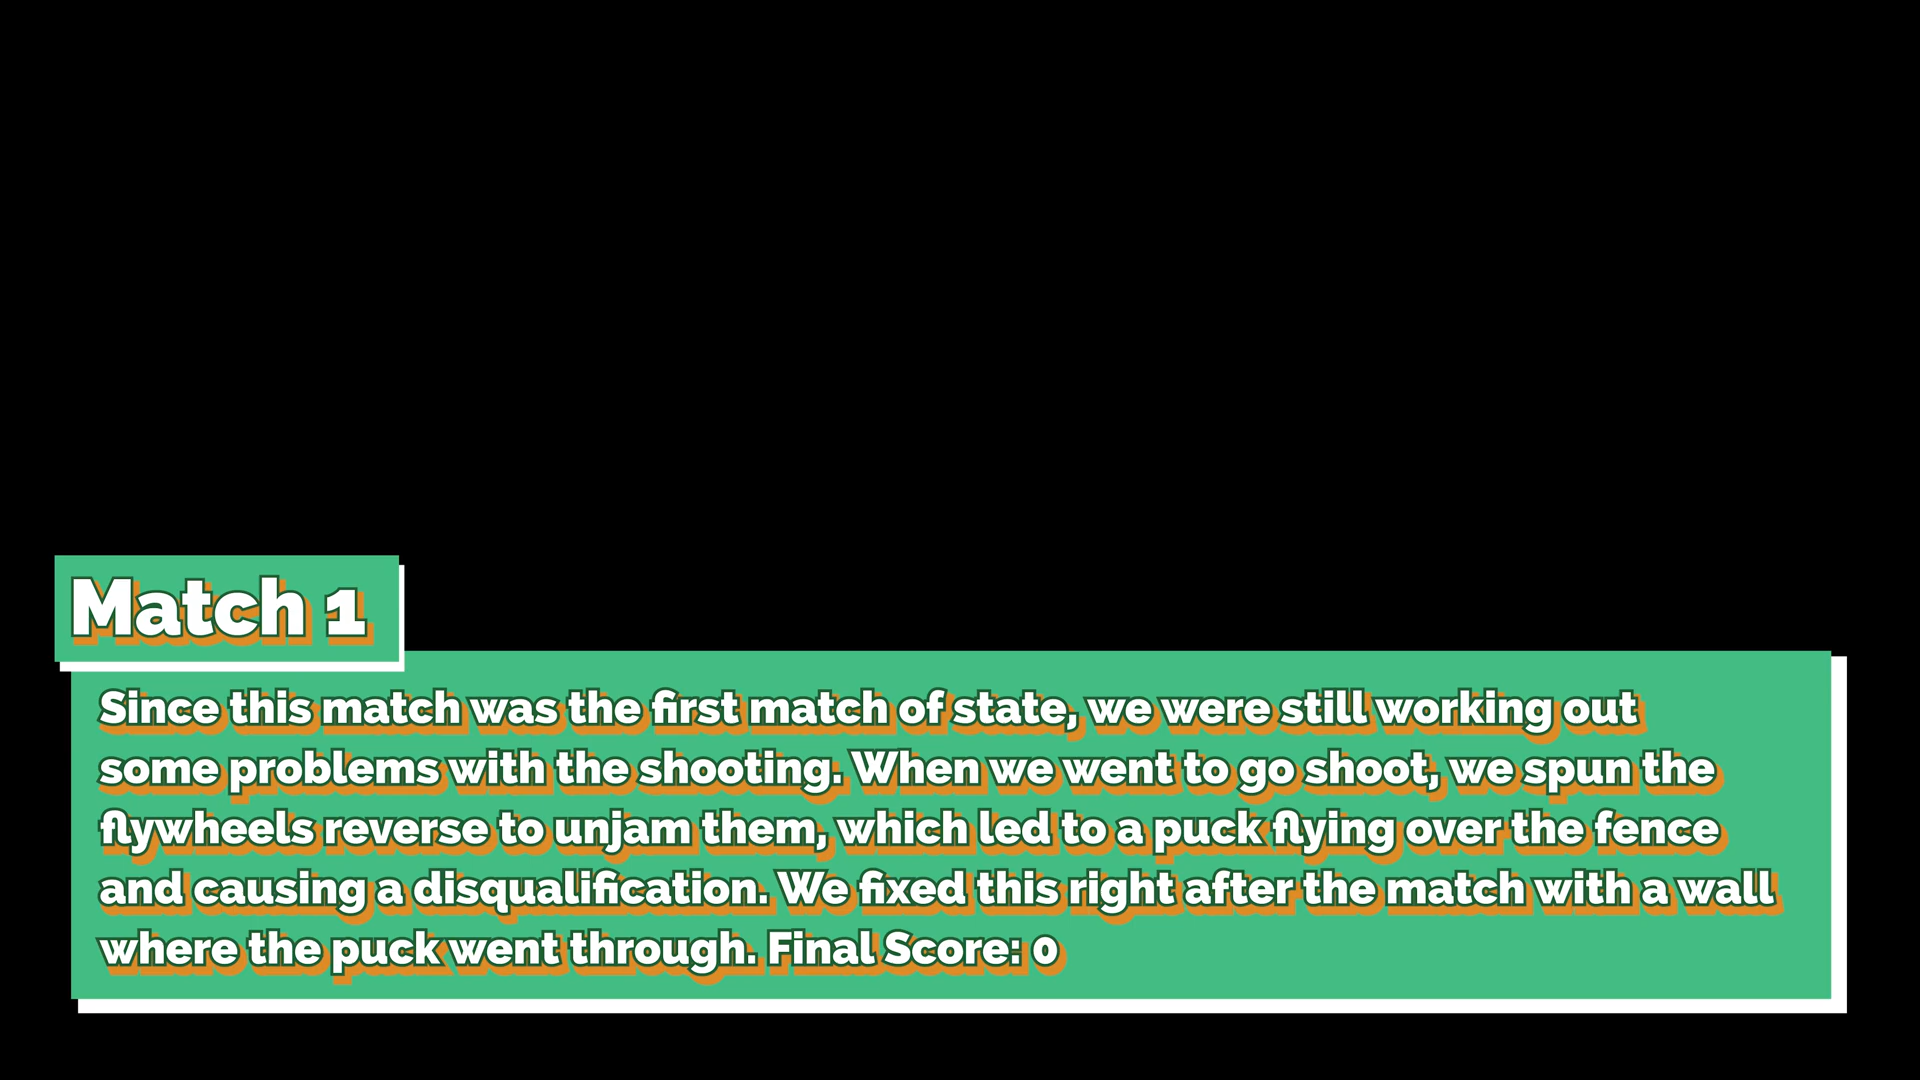 Match 1
Since this match was the first match of state, we were still working out
some problems with the shooting. When we went to go shoot, we spun the
flywheels reverse to unjam them, which led to a puck flying over the fence
and causing a disqualification. We fixed this right after the match with a wall
where the puck went through. Final Score: 0